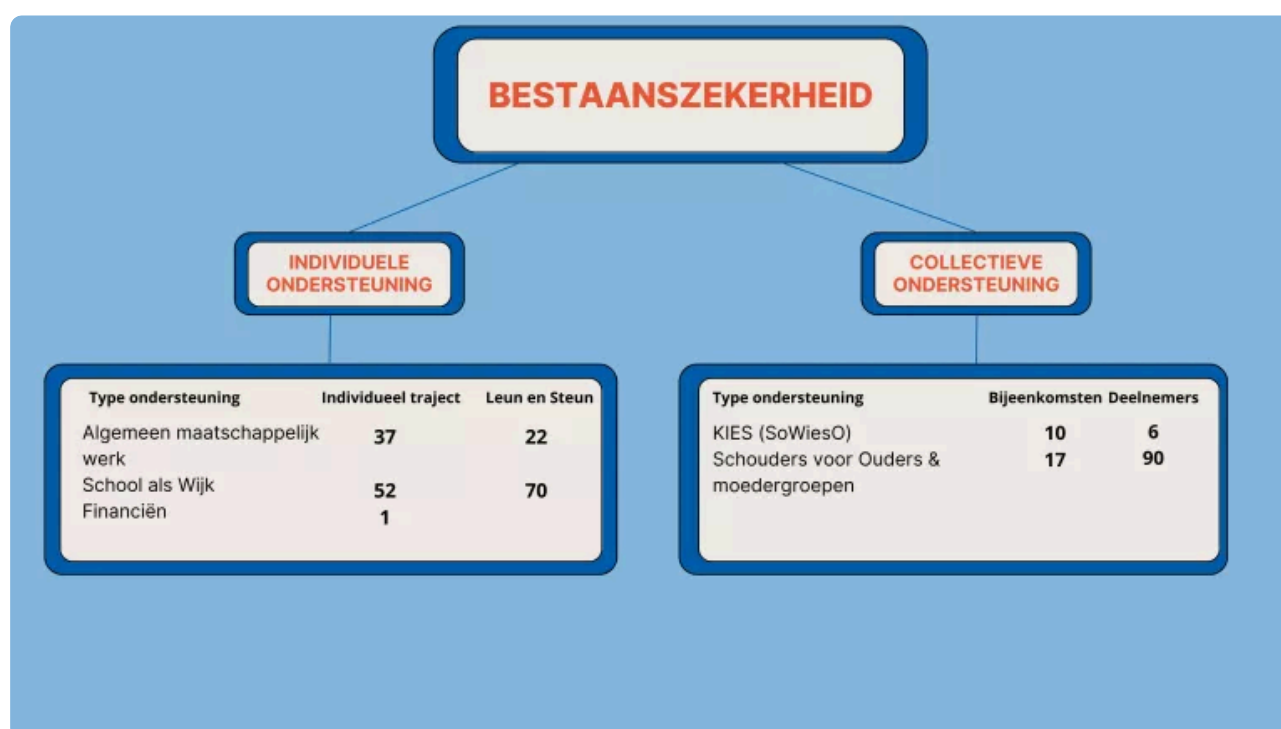 BESTAANSZEKERHEID
INDIVIDUELE
ONDERSTEUNING
Type ondersteuning Individueel traject Leun en Steun
Algemeen maatschappelijk 37 22
werk
School als Wijk 52 70
Financiën 1
COLLECTIEVE
ONDERSTEUNING
Type ondersteuning Bijeenkomsten Deelnemers
KIES (SoWiesO) 10 6
Schouders voor Ouders & 17 90
moedergroepen